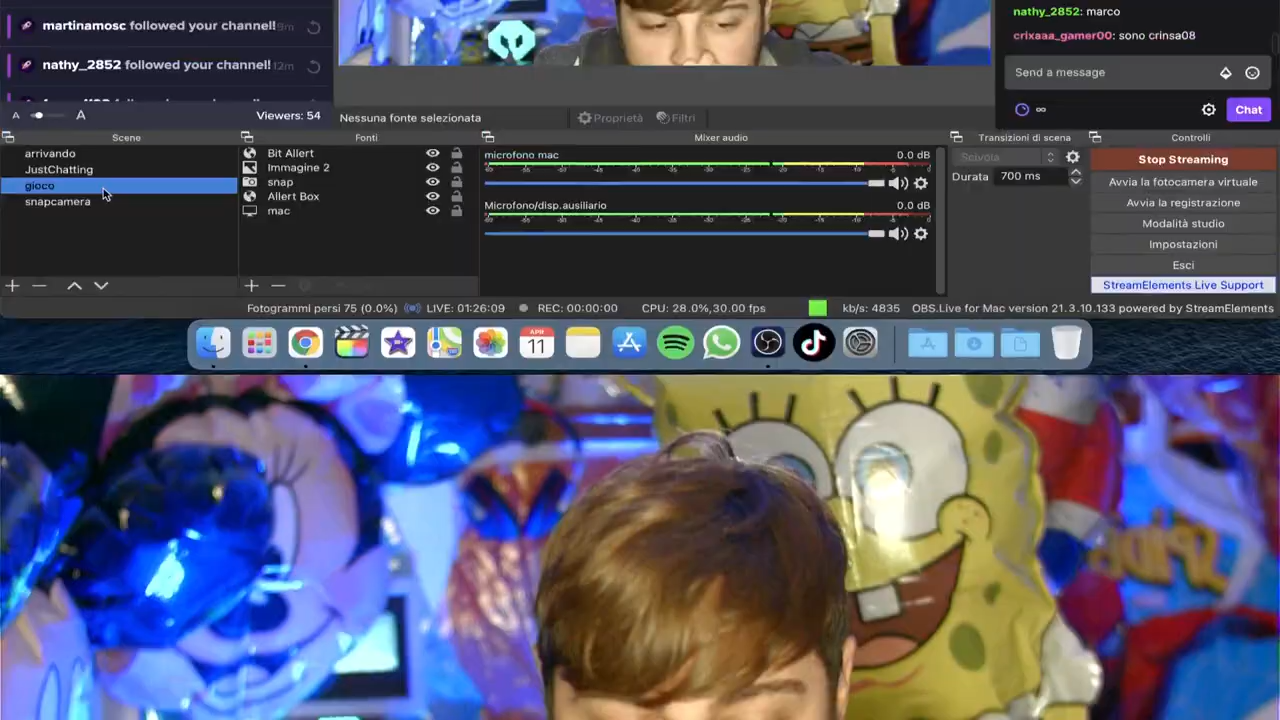 martinamosc followed your channel!
nathy_2852 followed your channel! 12m
A A Viewers: 54
nathy_2852: marco
crixaaa_gamer00: sono crinsa08
Send a message
∞ Chat
Nessuna fonte selezionata Proprietà Filtri
Scene
arrivando
JustChatting
gioco
snapcamera
Fonti
Bit Allert
Immagine 2
snap
Allert Box
mac
Mixer audio
microfono mac 0.0 dB
Microfono/disp.ausiliario 0.0 dB
Transizioni di scena
Scivola
Durata 700 ms
Controlli
Stop Streaming
Avvia la fotocamera virtuale
Avvia la registrazione
Modalità studio
Impostazioni
Esci
StreamElements Live Support
Fotogrammi persi 75 (0.0%) LIVE: 01:26:09 REC: 00:00:00 CPU: 28.0%,30.00 fps kb/s: 4835 OBS.Live for Mac version 21.3.10.133 powered by StreamElements
APR
11